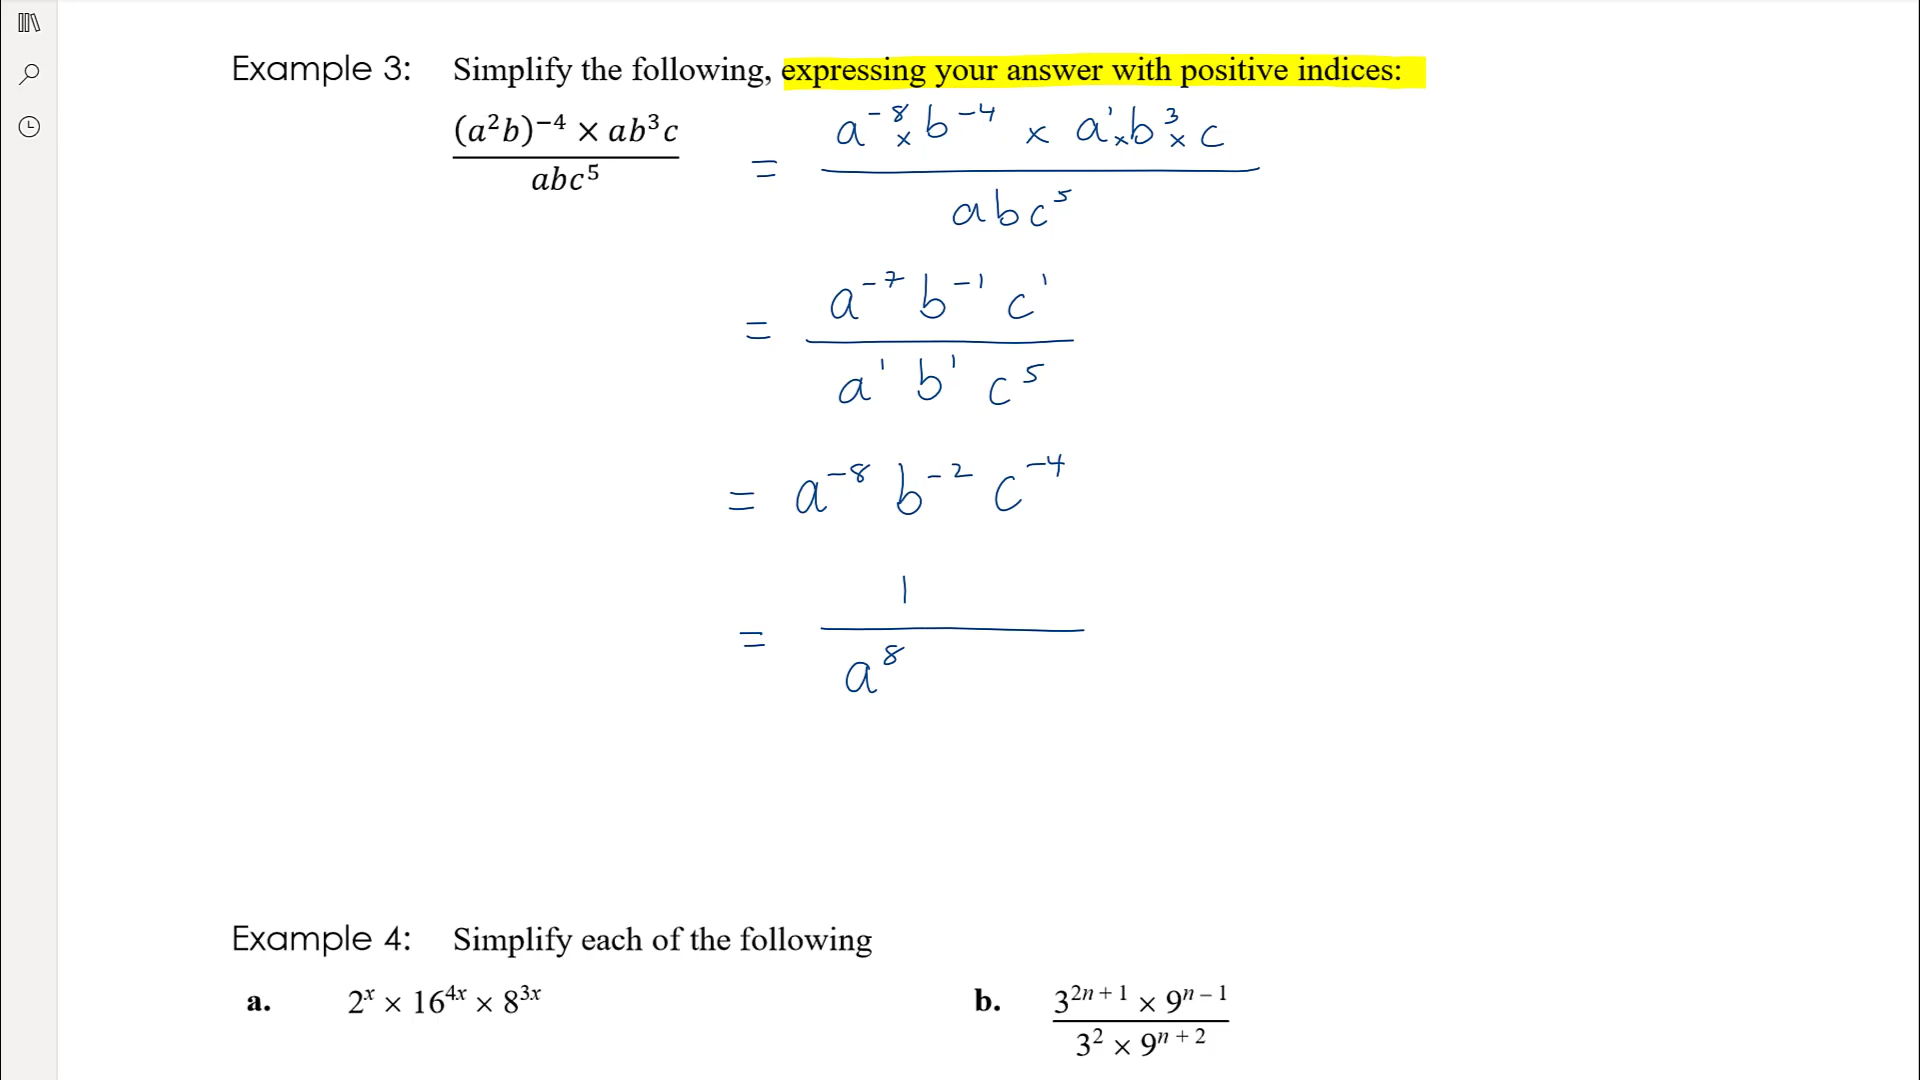 Example 3: Simplify the following, expressing your answer with positive indices:
(a²b)⁻⁴ × ab³c / abc⁵
= a⁻⁸ × b⁻⁴ × a¹ × b³ × c / abc⁵
= a⁻⁷ b⁻¹ c¹ / a¹ b¹ c⁵
= a⁻⁸ b⁻² c⁻⁴
= 1 / a⁸
Example 4: Simplify each of the following
a. 2ˣ × 16⁴ˣ × 8³ˣ b. 3²ⁿ⁺¹ × 9ⁿ⁻¹ / 3² × 9ⁿ⁺²